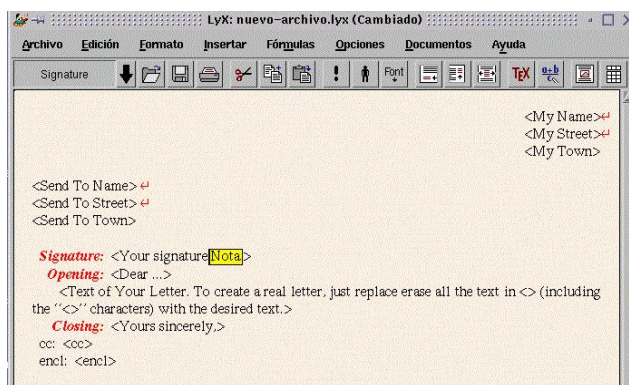 LyX: nuevo-archivo.lyx (Cambiado)
Archivo Edición Formato Insertar Fórmulas Opciones Documentos Ayuda
Signature Font TEX a+b
<My Name>
<My Street>
<My Town>
<Send To Name>
<Send To Street>
<Send To Town>
Signature: <Your signature Nota >
Opening: <Dear ...>
<Text of Your Letter. To create a real letter, just replace erase all the text in <> (including
the ``<>'' characters) with the desired text.>
Closing: <Yours sincerely,>
cc: <cc>
encl: <encl>